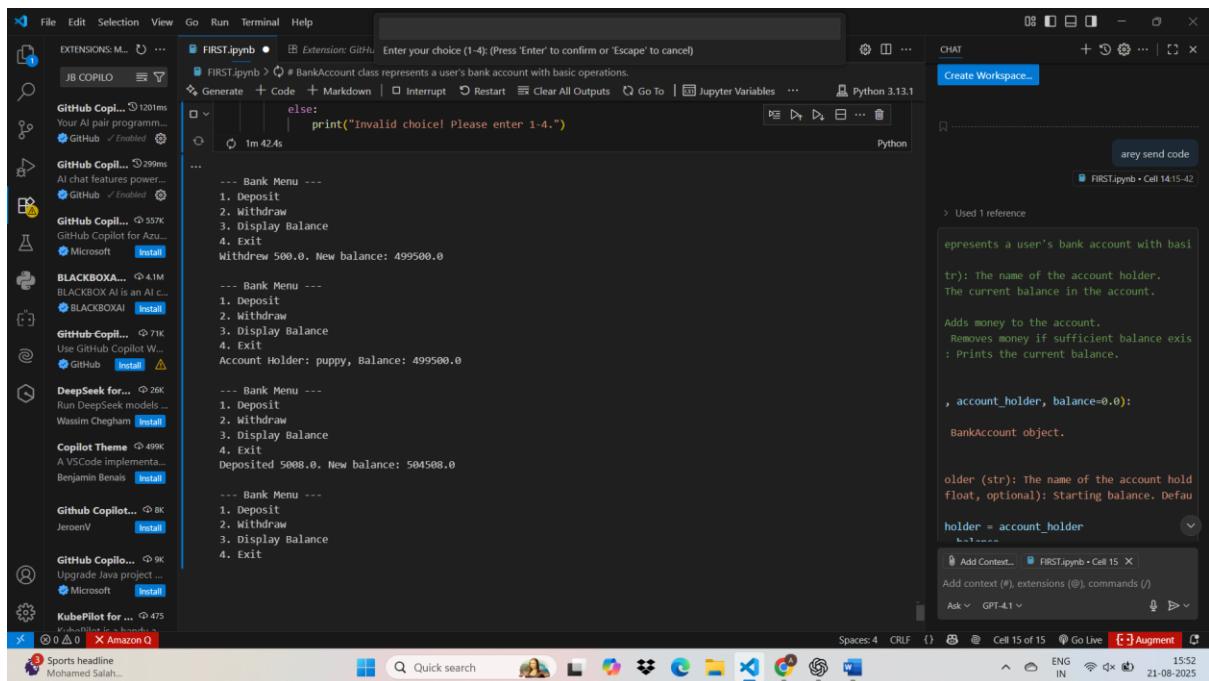 File Edit Selection View Go Run Terminal Help
Enter your choice (1-4): (Press 'Enter' to confirm or 'Escape' to cancel)
EXTENSIONS: M...
JB COPILO
GitHub Copi... 1201ms
Your AI pair programm...
GitHub ✓ Enabled
GitHub Copil... 299ms
AI chat features power...
GitHub ✓ Enabled
GitHub Copil... 557K
GitHub Copilot for Azu...
Microsoft Install
BLACKBOXA... 4.1M
BLACKBOX AI is an AI c...
BLACKBOXAI Install
GitHub Copil... 71K
Use GitHub Copilot W...
GitHub Install
DeepSeek for... 26K
Run DeepSeek models ...
Wassim Chegham Install
Copilot Theme 499K
A VSCode implementa...
Benjamin Benais Install
Github Copilot... 8K
JeroenV Install
GitHub Copilo... 9K
Upgrade Java project ...
Microsoft Install
KubePilot for ... 475
FIRST.ipynb Extension: GitHu
FIRST.ipynb > # BankAccount class represents a user's bank account with basic operations.
Generate + Code + Markdown | Interrupt Restart Clear All Outputs Go To | Jupyter Variables ... Python 3.13.1
else:
print("Invalid choice! Please enter 1-4.")
1m 42.4s Python
...
--- Bank Menu ---
1. Deposit
2. Withdraw
3. Display Balance
4. Exit
Withdrew 500.0. New balance: 499500.0
--- Bank Menu ---
1. Deposit
2. Withdraw
3. Display Balance
4. Exit
Account Holder: puppy, Balance: 499500.0
--- Bank Menu ---
1. Deposit
2. Withdraw
3. Display Balance
4. Exit
Deposited 5008.0. New balance: 504508.0
--- Bank Menu ---
1. Deposit
2. Withdraw
3. Display Balance
4. Exit
CHAT
Create Workspace...
arey send code
FIRST.ipynb • Cell 14:15-42
> Used 1 reference
epresents a user's bank account with basi
tr): The name of the account holder.
The current balance in the account.
Adds money to the account.
Removes money if sufficient balance exis
: Prints the current balance.
, account_holder, balance=0.0):
BankAccount object.
older (str): The name of the account hold
float, optional): Starting balance. Defau
holder = account_holder
Add Context... FIRST.ipynb • Cell 15
Add context (#), extensions (@), commands (/)
Ask GPT-4.1
0 0 Amazon Q
Spaces: 4 CRLF {} Cell 15 of 15 Go Live Augment
Sports headline
Mohamed Salah...
3
Quick search
ENG
IN
15:52
21-08-2025